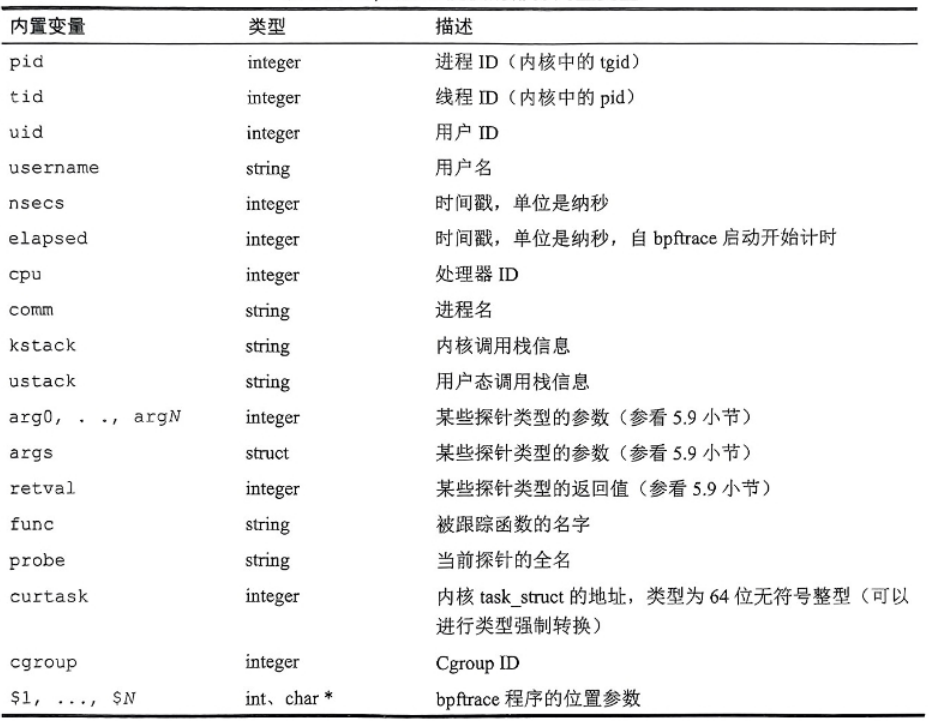 内置变量 类型 描述
pid integer 进程 ID（内核中的 tgid）
tid integer 线程 ID（内核中的 pid）
uid integer 用户 ID
username string 用户名
nsecs integer 时间戳，单位是纳秒
elapsed integer 时间戳，单位是纳秒，自 bpftrace 启动开始计时
cpu integer 处理器 ID
comm string 进程名
kstack string 内核调用栈信息
ustack string 用户态调用栈信息
arg0, . ., argN integer 某些探针类型的参数（参看 5.9 小节）
args struct 某些探针类型的参数（参看 5.9 小节）
retval integer 某些探针类型的返回值（参看 5.9 小节）
func string 被跟踪函数的名字
probe string 当前探针的全名
curtask integer 内核 task_struct 的地址，类型为 64 位无符号整型（可以
进行类型强制转换）
cgroup integer Cgroup ID
$1, ..., $N int、char * bpftrace 程序的位置参数